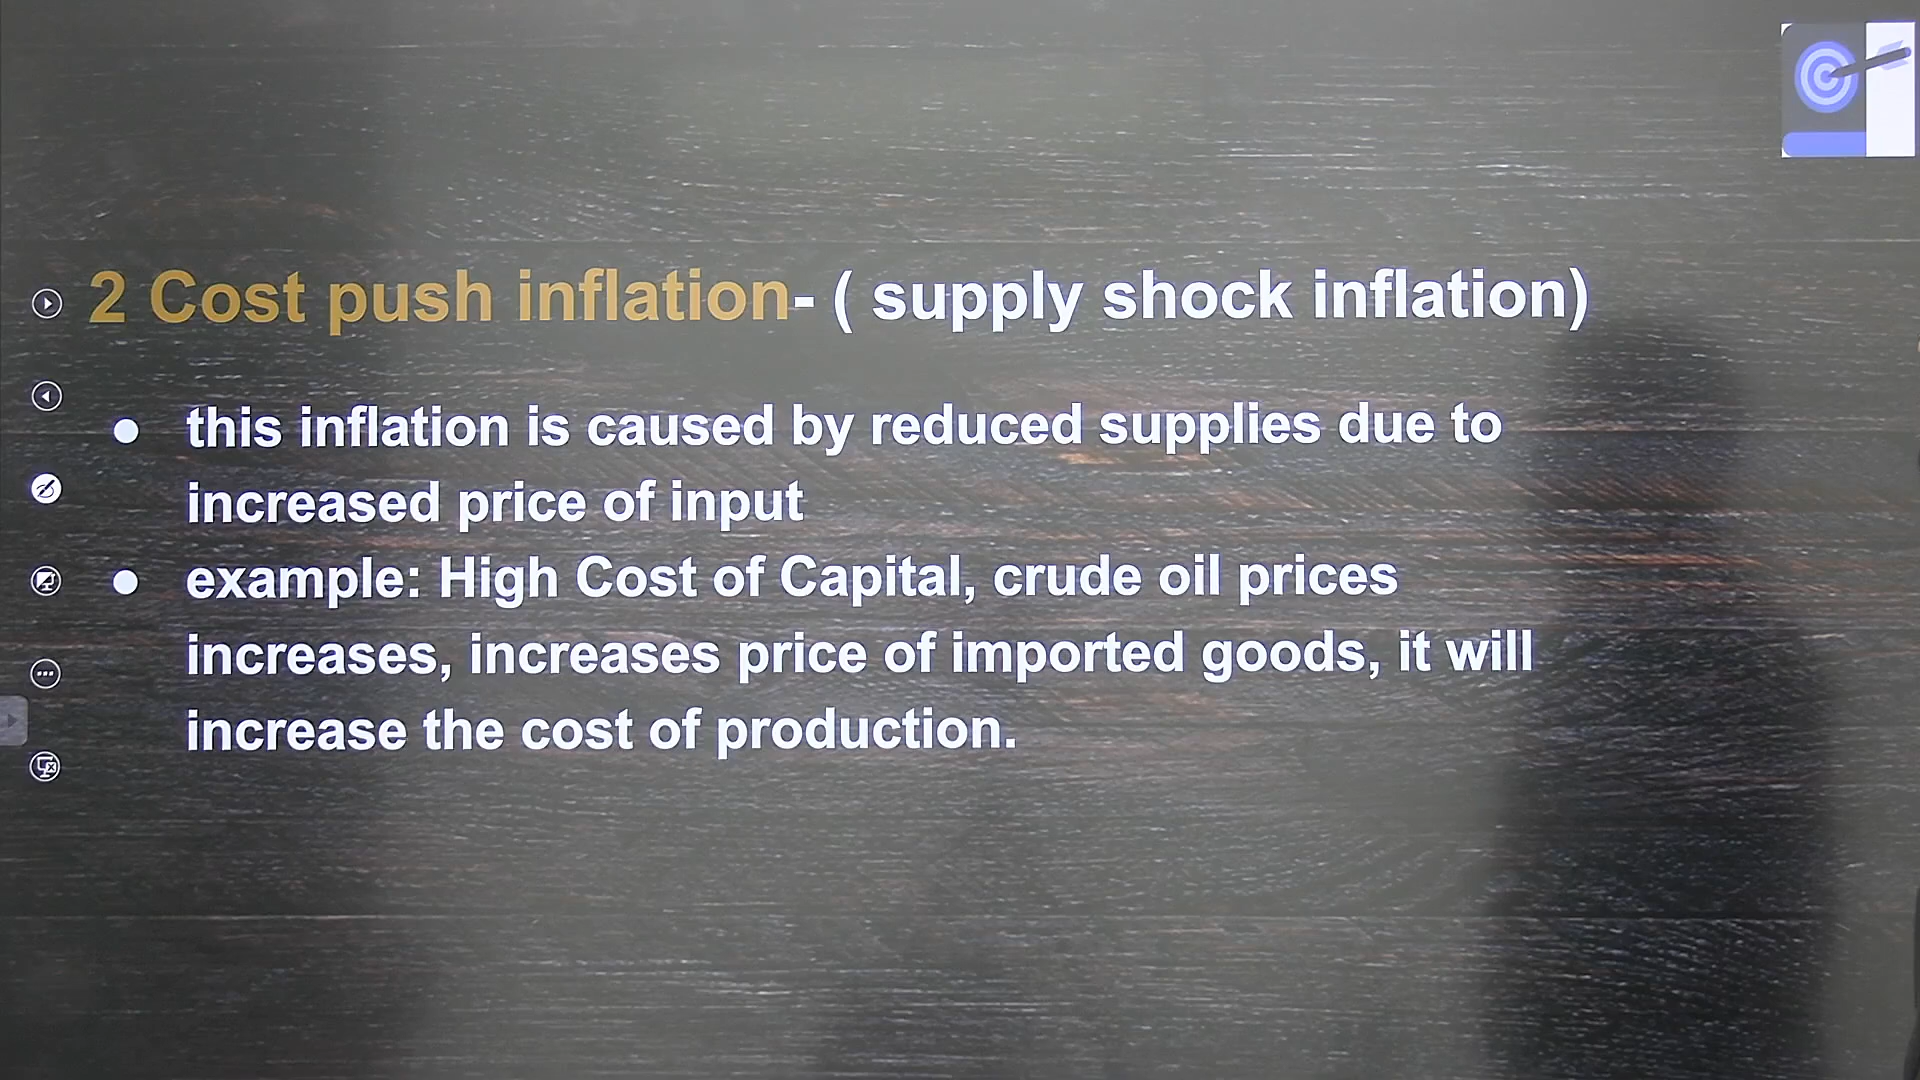 2 Cost push inflation- ( supply shock inflation)
● this inflation is caused by reduced supplies due to
increased price of input
● example: High Cost of Capital, crude oil prices
increases, increases price of imported goods, it will
increase the cost of production.